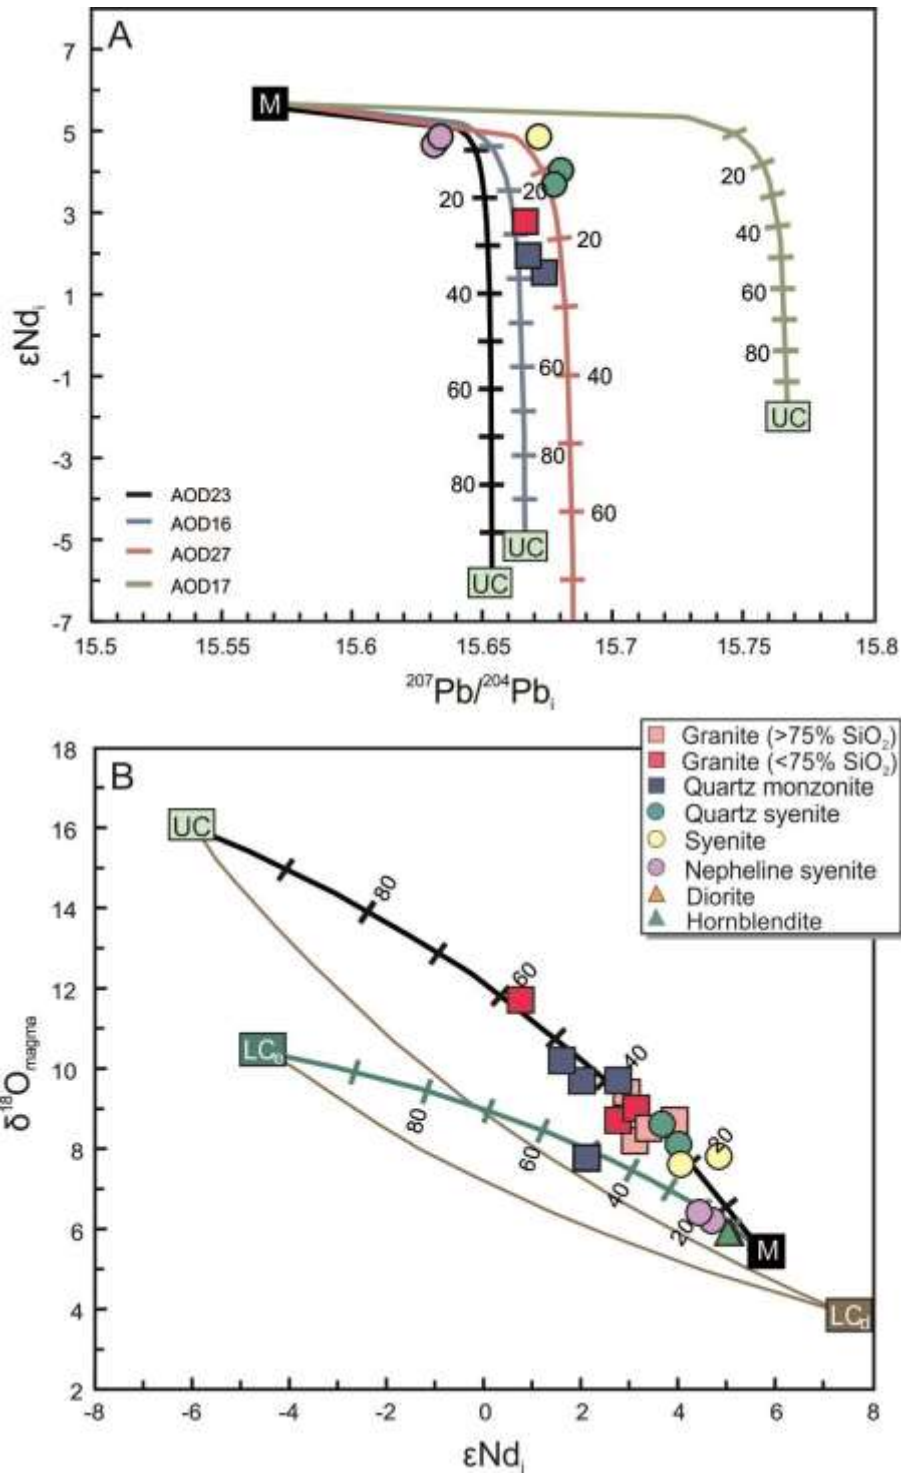 A
7
5
3
1
-1
-3
-5
-7
εNdᵢ
M
20
40
60
80
UC
20
60
80
UC
20
40
60
20
40
60
80
UC
AOD23
AOD16
AOD27
AOD17
15.5
15.55
15.6
15.65
15.7
15.75
15.8
²⁰⁷Pb/²⁰⁴Pbᵢ
B
18
16
14
12
10
8
6
4
2
δ¹⁸Omagma
Granite (>75% SiO₂)
Granite (<75% SiO₂)
Quartz monzonite
Quartz syenite
Syenite
Nepheline syenite
Diorite
Hornblendite
UC
80
60
40
20
80
60
40
20
M
LCd
-8
-6
-4
-2
0
2
4
6
8
εNdᵢ